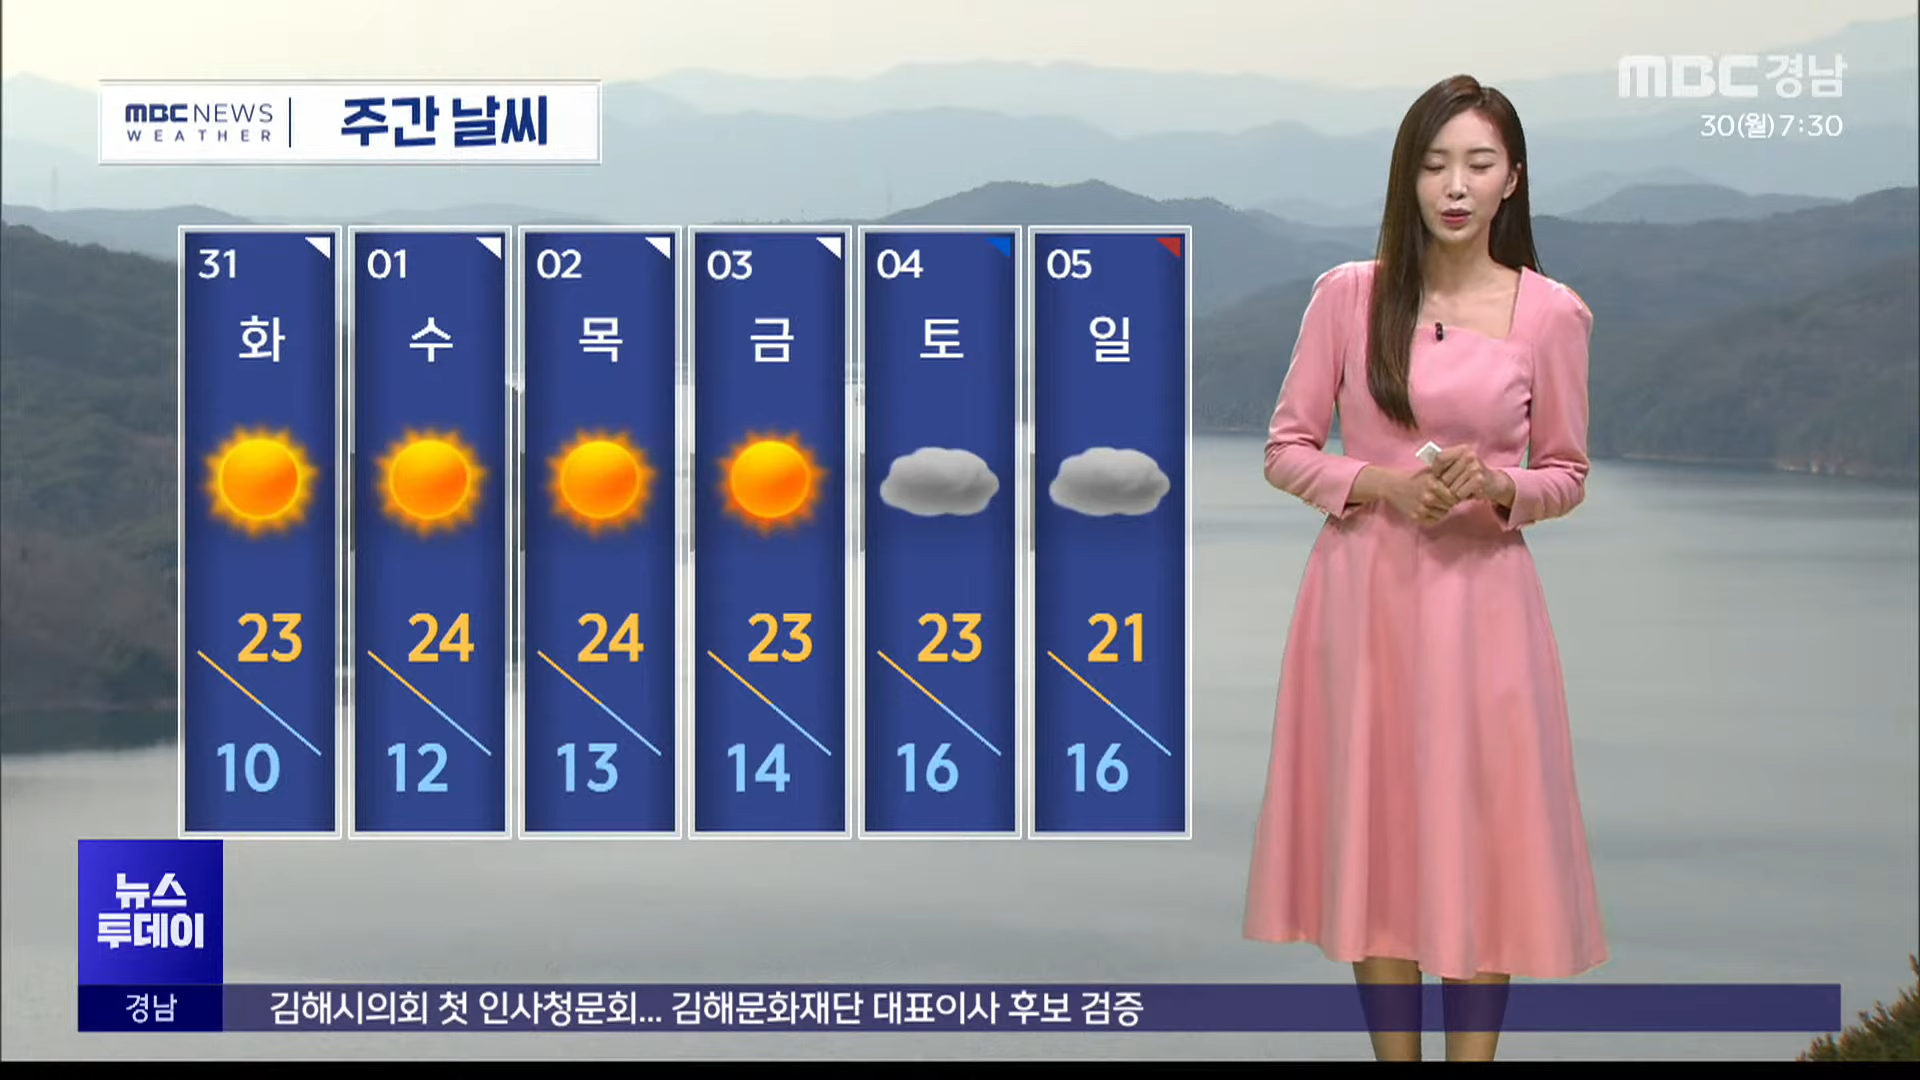 MBC NEWS
WEATHER
주간 날씨
MBC경남
30(월) 7:30
31 01 02 03 04 05
화 수 목 금 토 일
23 24 24 23 23 21
10 12 13 14 16 16
뉴스
투데이
경남
김해시의회 첫 인사청문회... 김해문화재단 대표이사 후보 검증